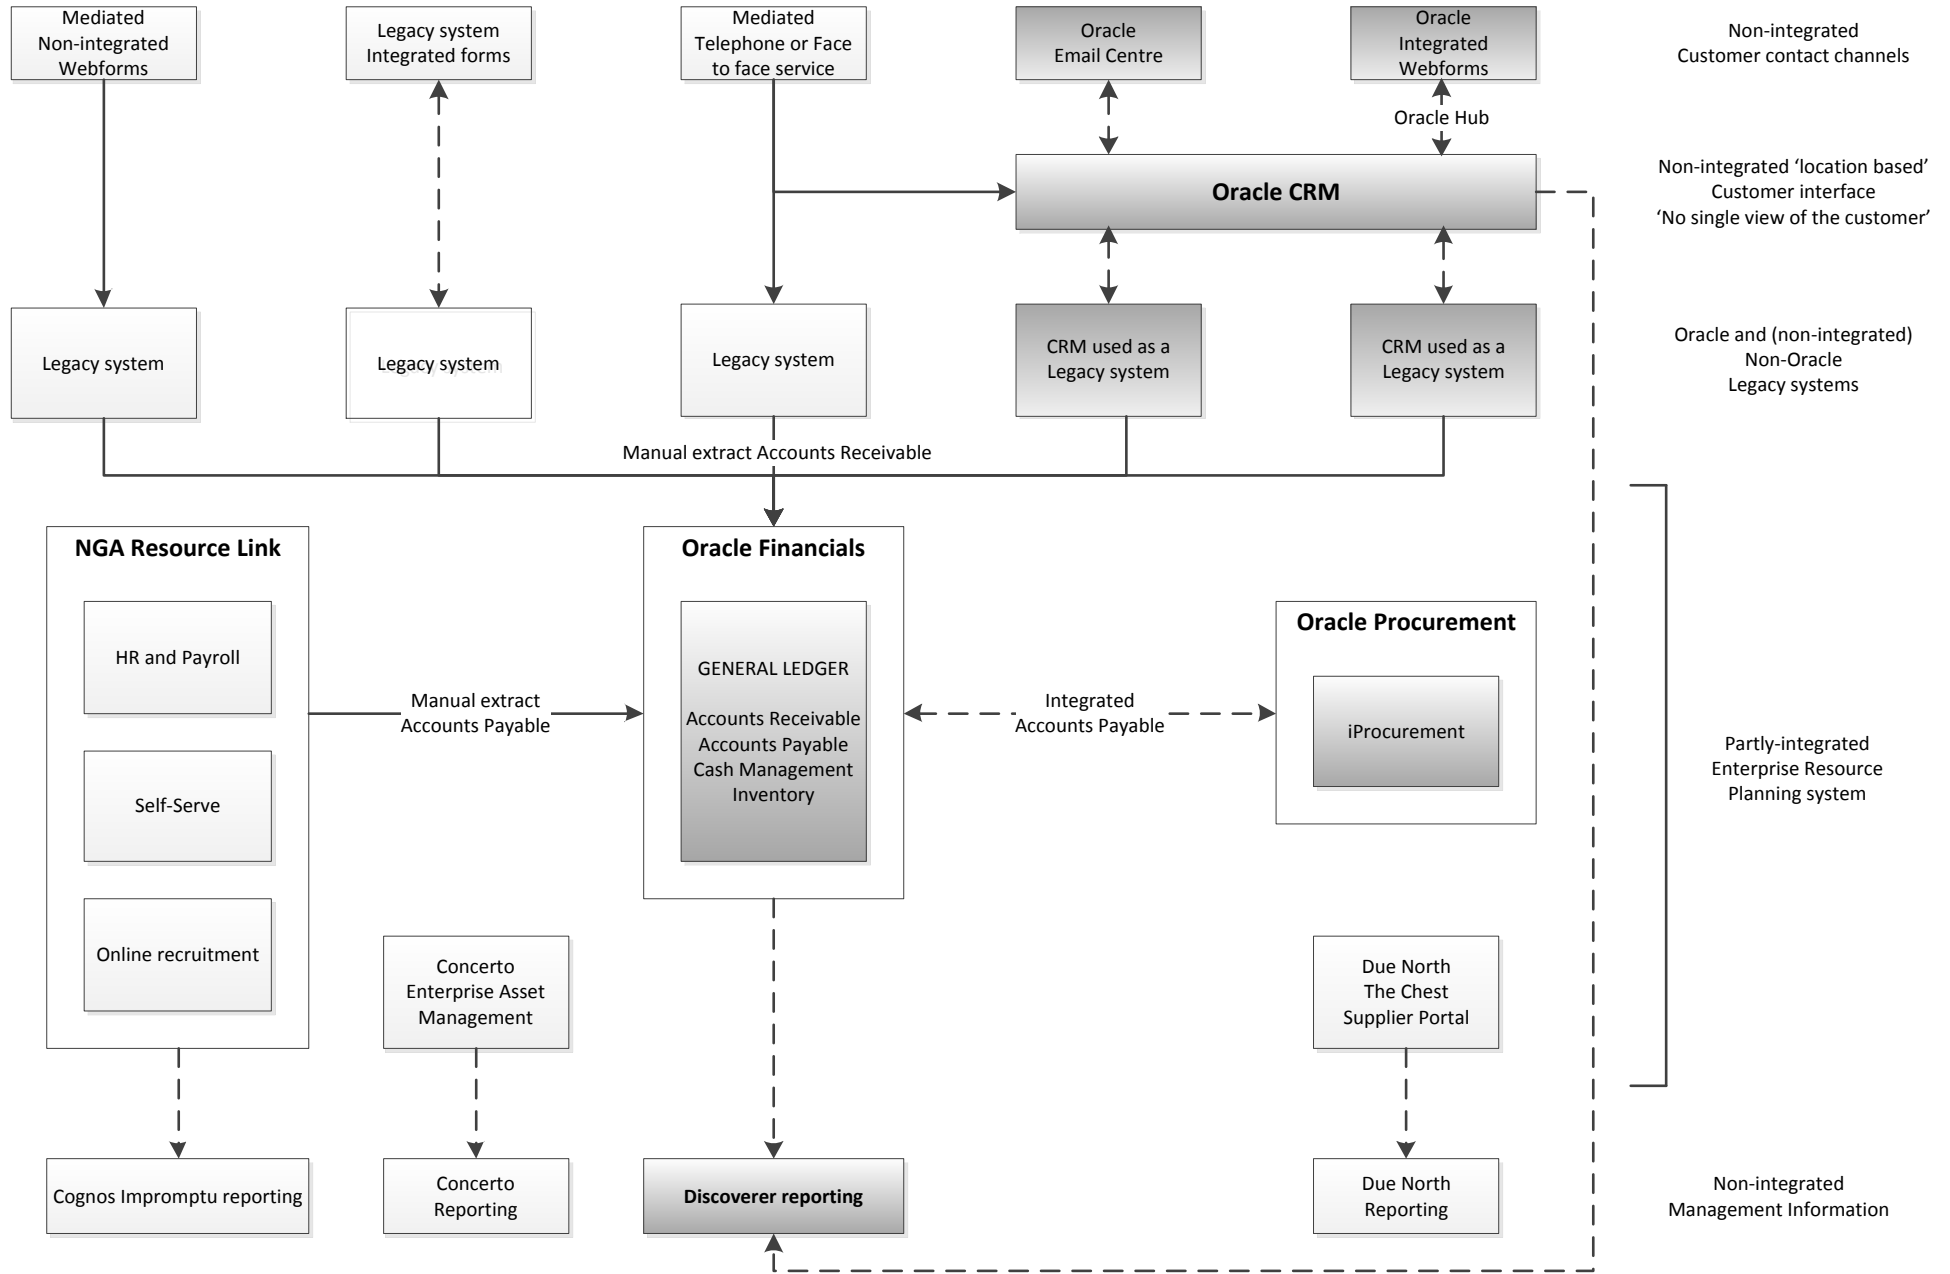 Mediated
Non-integrated
Webforms
Legacy system
Integrated forms
Mediated
Telephone or Face
to face service
Oracle
Email Centre
Oracle
Integrated
Webforms
Non-integrated
Customer contact channels
Oracle Hub
Oracle CRM
Non-integrated ‘location based’
Customer interface
‘No single view of the customer’
Legacy system
Legacy system
Legacy system
CRM used as a
Legacy system
CRM used as a
Legacy system
Oracle and (non-integrated)
Non-Oracle
Legacy systems
Manual extract Accounts Receivable
NGA Resource Link
HR and Payroll
Self-Serve
Online recruitment
Manual extract
Accounts Payable
Oracle Financials
GENERAL LEDGER
Accounts Receivable
Accounts Payable
Cash Management
Inventory
Integrated
Accounts Payable
Oracle Procurement
iProcurement
Partly-integrated
Enterprise Resource
Planning system
Concerto
Enterprise Asset
Management
Due North
The Chest
Supplier Portal
Cognos Impromptu reporting
Concerto
Reporting
Discoverer reporting
Due North
Reporting
Non-integrated
Management Information